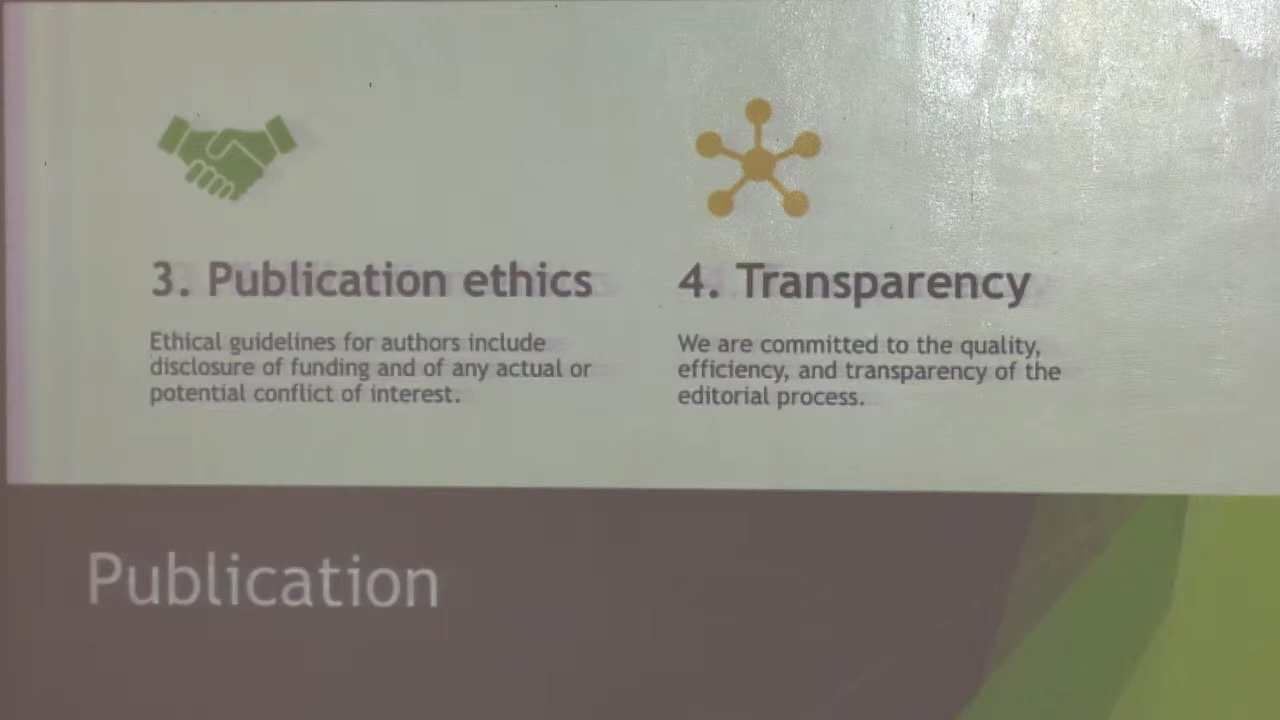 3. Publication ethics
Ethical guidelines for authors include
disclosure of funding and of any actual or
potential conflict of interest.
4. Transparency
We are committed to the quality,
efficiency, and transparency of the
editorial process.
Publication